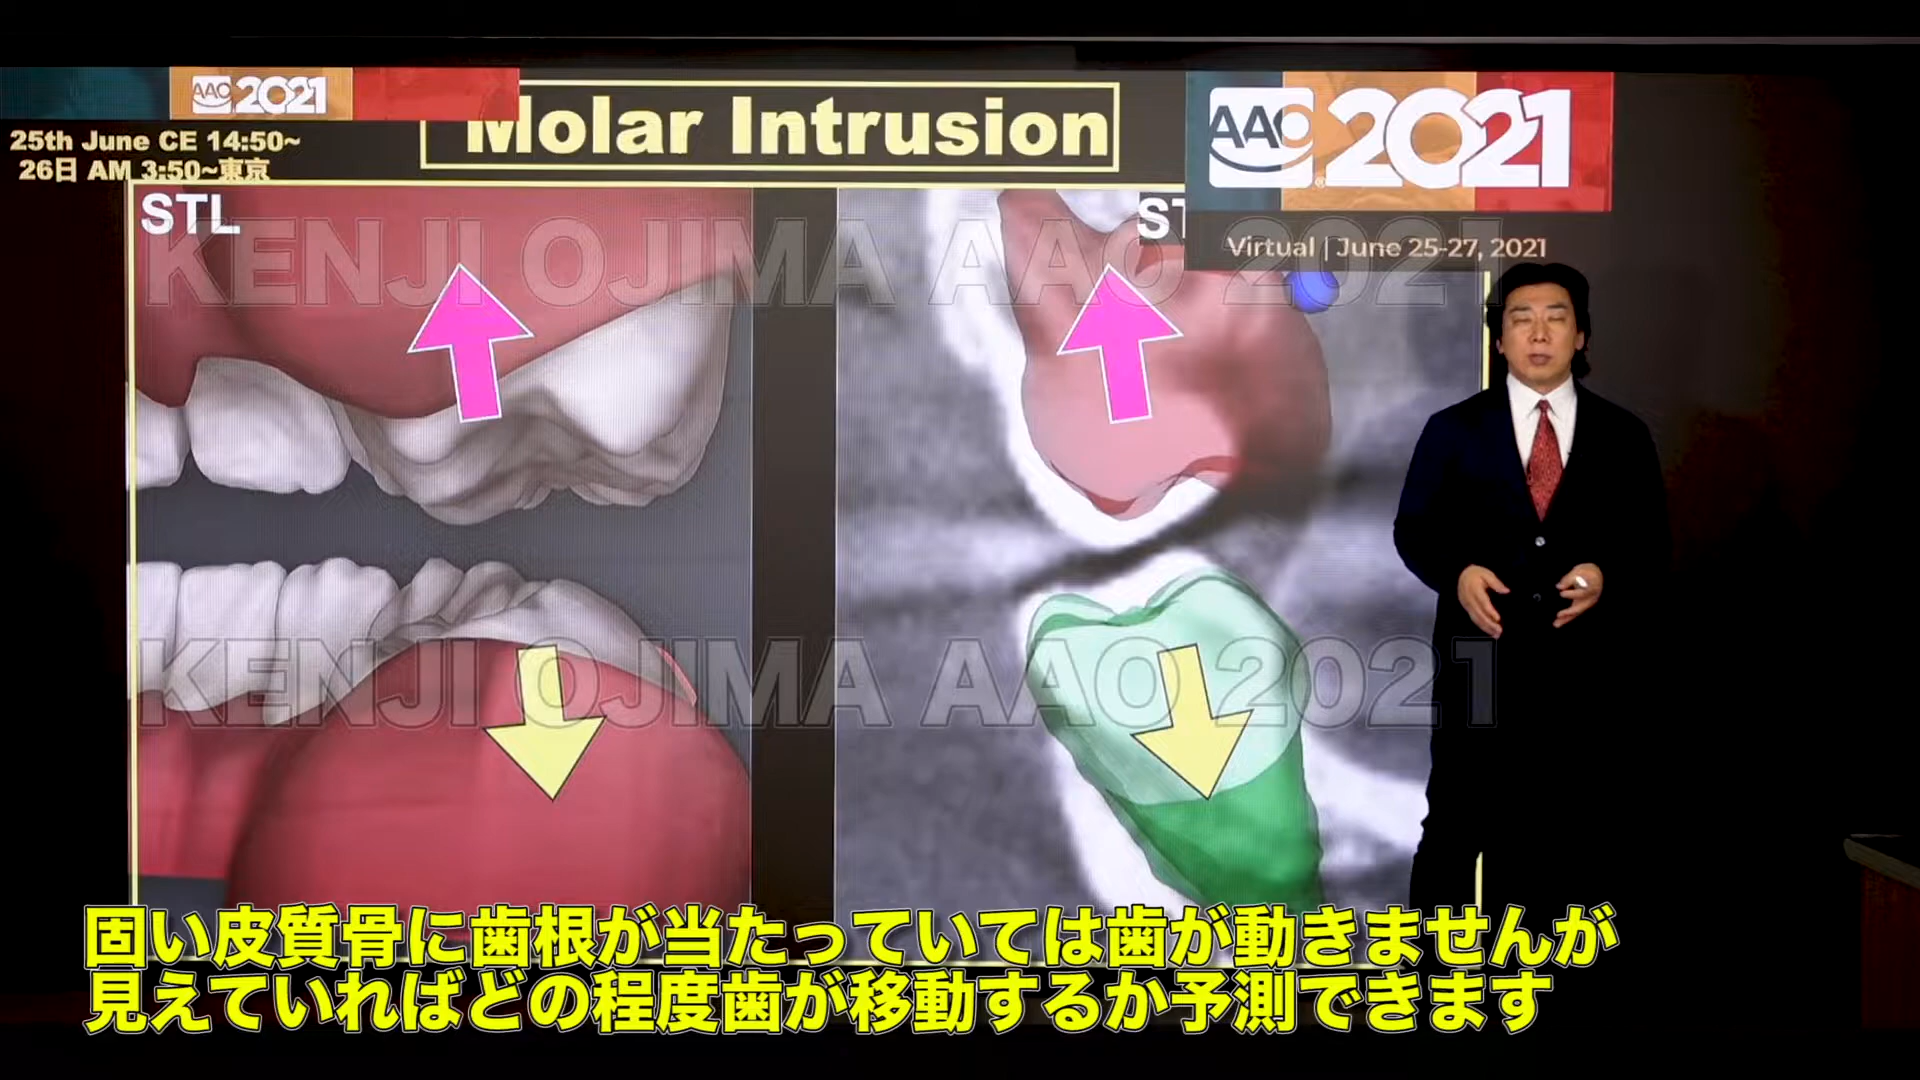 AAO 2021
Molar Intrusion
AAO 2021
25th June CE 14:50~
26日 AM 3:50~東京
STL
ST
Virtual | June 25-27, 2021
KENJI OJIMA AAO 2021
KENJI OJIMA AAO 2021
固い皮質骨に歯根が当たっていては歯が動きませんが
見えていればどの程度歯が移動するか予測できます